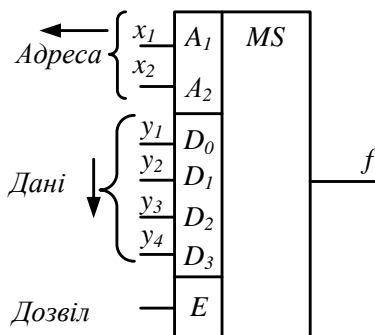 x₁ A₁ MS
Адреса
x₂ A₂
y₁ D₀
y₂ D₁
f
Дані
y₃ D₂
y₄ D₃
Дозвіл E